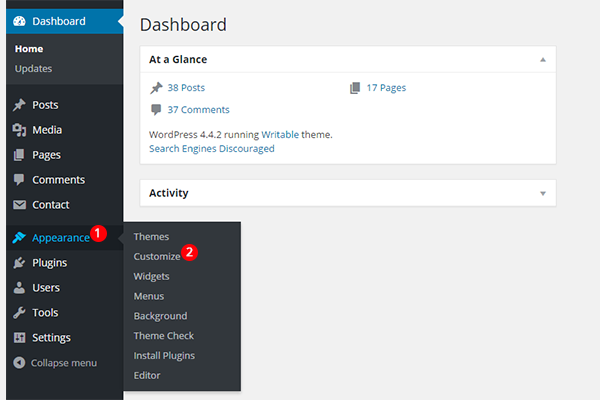 Dashboard
Home
Updates
Posts
Media
Pages
Comments
Contact
Appearance 1
Plugins
Users
Tools
Settings
Collapse menu
Themes
Customize 2
Widgets
Menus
Background
Theme Check
Install Plugins
Editor
Dashboard
At a Glance
38 Posts 17 Pages
37 Comments
WordPress 4.4.2 running Writable theme.
Search Engines Discouraged
Activity